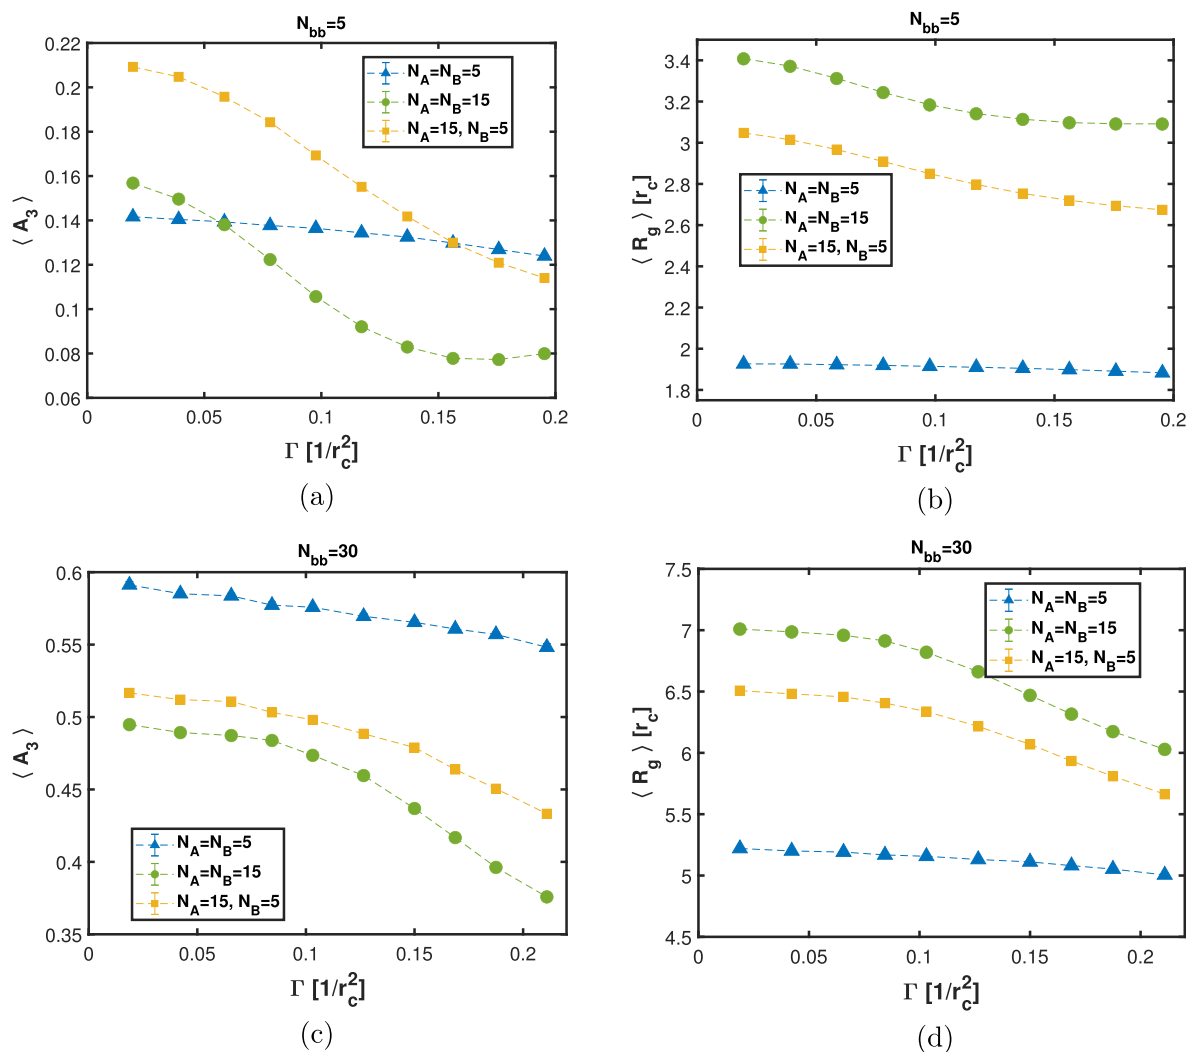 N_bb=5
0.22
0.2
0.18
0.16
0.14
0.12
0.1
0.08
0.06
⟨ A_3 ⟩
N_A=N_B=5
N_A=N_B=15
N_A=15, N_B=5
0 0.05 0.1 0.15 0.2
Γ [1/r_c^2]
(a)
N_bb=5
3.4
3.2
3
2.8
2.6
2.4
2.2
2
1.8
⟨ R_g ⟩ [r_c]
N_A=N_B=5
N_A=N_B=15
N_A=15, N_B=5
0 0.05 0.1 0.15 0.2
Γ [1/r_c^2]
(b)
N_bb=30
0.6
0.55
0.5
0.45
0.4
0.35
⟨ A_3 ⟩
N_A=N_B=5
N_A=N_B=15
N_A=15, N_B=5
0 0.05 0.1 0.15 0.2
Γ [1/r_c^2]
(c)
N_bb=30
7.5
7
6.5
6
5.5
5
4.5
⟨ R_g ⟩ [r_c]
N_A=N_B=5
N_A=N_B=15
N_A=15, N_B=5
0 0.05 0.1 0.15 0.2
Γ [1/r_c^2]
(d)